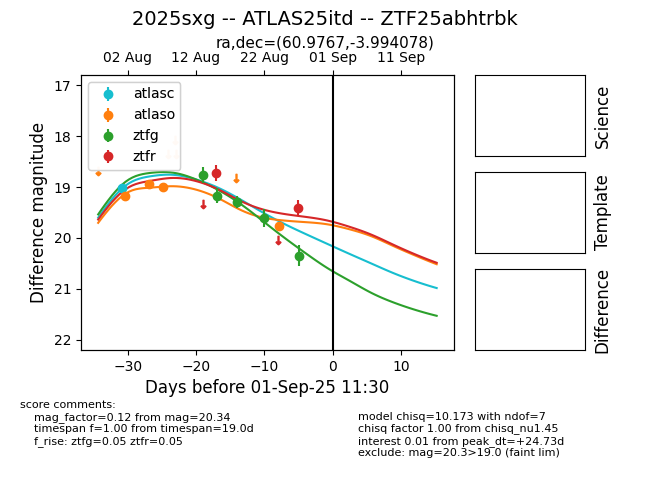 2025sxg -- ATLAS25itd -- ZTF25abhtrbk
ra,dec=(60.9767,-3.994078)
02 Aug 12 Aug 22 Aug 01 Sep 11 Sep
17
18
19
20
21
22
Difference magnitude
atlasc
atlaso
ztfg
ztfr
−30 −20 −10 0 10
Days before 01-Sep-25 11:30
Science
Template
Difference
score comments:
mag_factor=0.12 from mag=20.34
timespan f=1.00 from timespan=19.0d
f_rise: ztfg=0.05 ztfr=0.05
model chisq=10.173 with ndof=7
chisq factor 1.00 from chisq_nu1.45
interest 0.01 from peak_dt=+24.73d
exclude: mag=20.3>19.0 (faint lim)